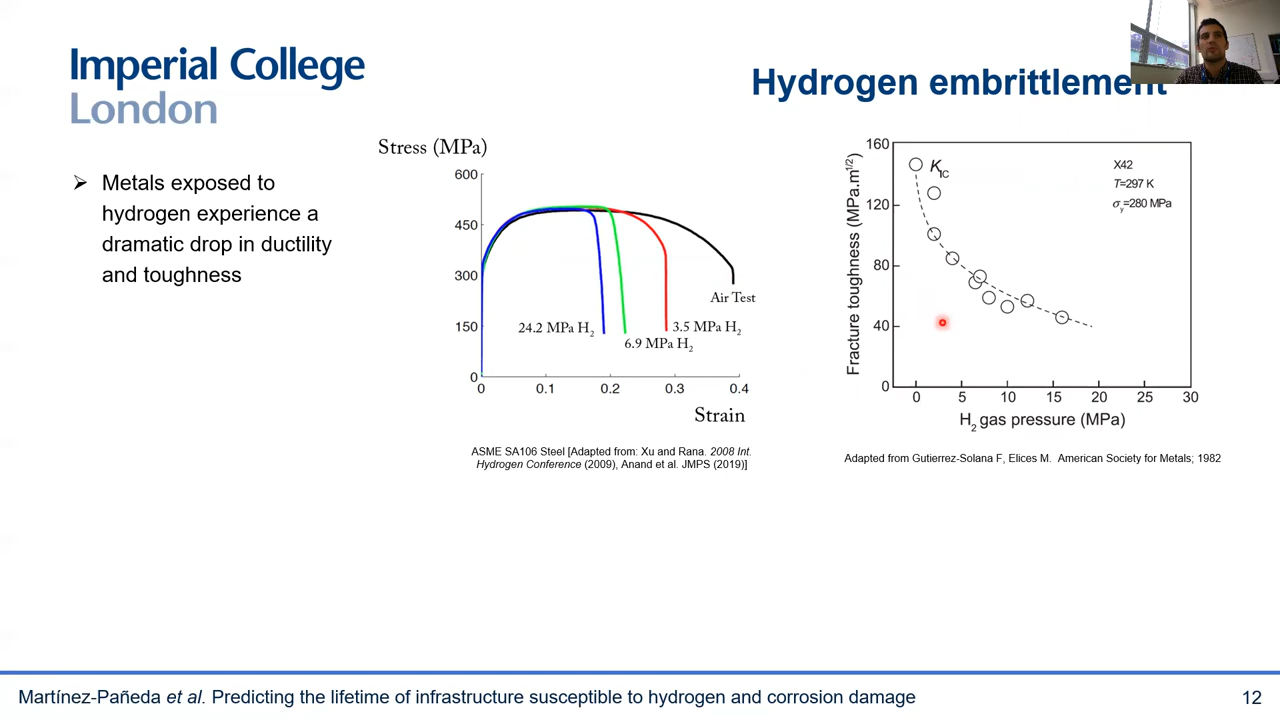 Imperial College
London
Hydrogen embrittlement
➢ Metals exposed to
hydrogen experience a
dramatic drop in ductility
and toughness
Stress (MPa)
600
450
300
150
0
0
0.1
0.2
0.3
0.4
Strain
Air Test
24.2 MPa H₂
3.5 MPa H₂
6.9 MPa H₂
ASME SA106 Steel [Adapted from: Xu and Rana. 2008 Int.
Hydrogen Conference (2009), Anand et al. JMPS (2019)]
Fracture toughness (MPa.m^1/2)
160
120
80
40
0
0
5
10
15
20
25
30
H₂ gas pressure (MPa)
K_IC
X42
T=297 K
σ_y=280 MPa
Adapted from Gutierrez-Solana F, Elices M. American Society for Metals; 1982
Martínez-Pañeda et al. Predicting the lifetime of infrastructure susceptible to hydrogen and corrosion damage
12